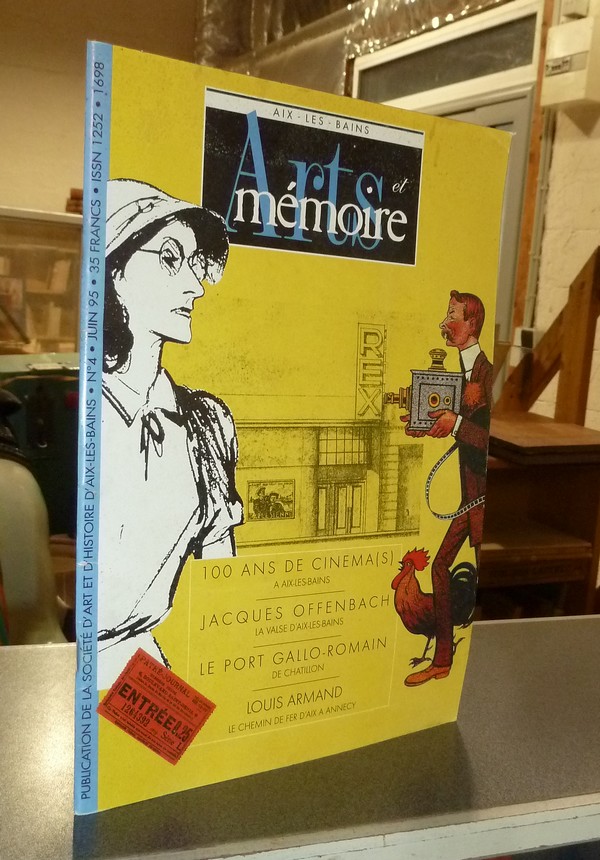 PUBLICATION DE LA SOCIÉTÉ D'ART ET D'HISTOIRE D'AIX-LES-BAINS • N°4 • JUIN 95 • 35 FRANCS • ISSN 1252 • 1698
AIX-LES-BAINS
Arts et
mémoire
REX
100 ANS DE CINEMA(S)
A AIX-LES-BAINS
JACQUES OFFENBACH
LA VALSE D'AIX-LES-BAINS
LE PORT GALLO-ROMAIN
DE CHATILLON
LOUIS ARMAND
LE CHEMIN DE FER D'AIX A ANNECY
PATHÉ-JOURNAL
ENTRÉE